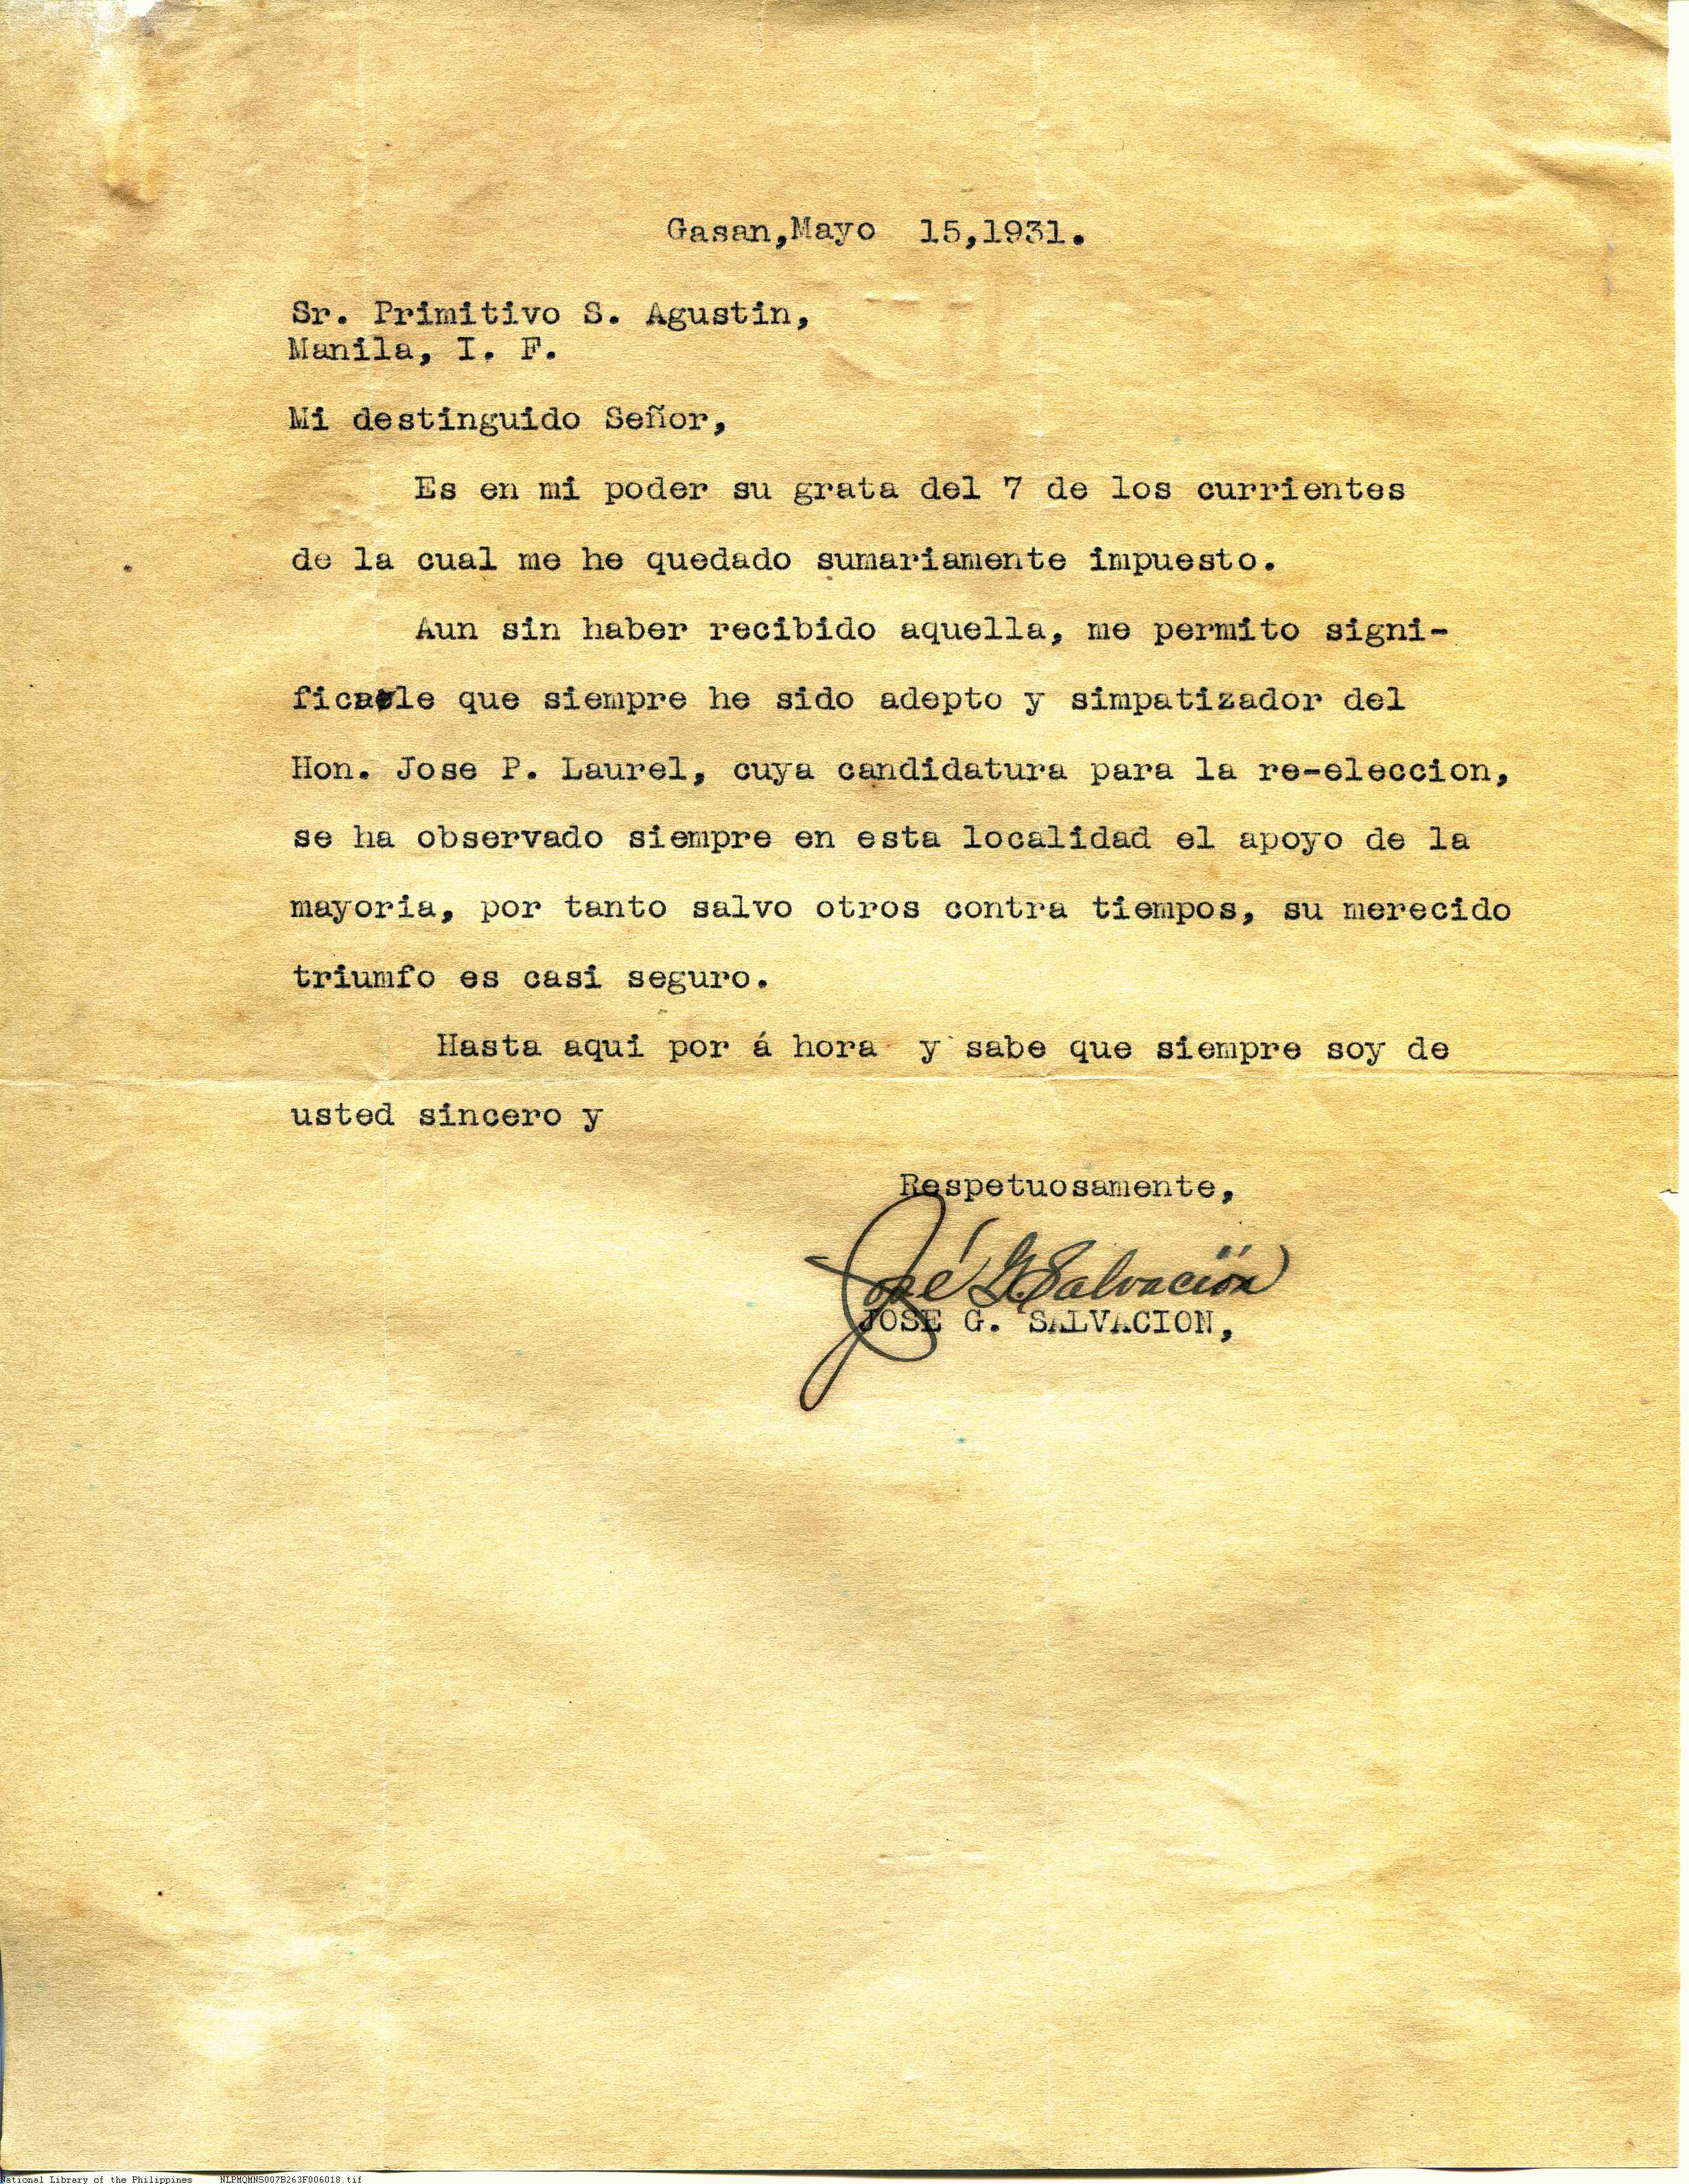 Gasan,Mayo 15,1931.
Sr. Primitivo S. Agustin,
Manila, I. F.
Mi destinguido Señor,
Es en mi poder su grata del 7 de los currientes
de la cual me he quedado sumariamente impuesto.
Aun sin haber recibido aquella, me permito signi-
ficarle que siempre he sido adepto y simpatizador del
Hon. Jose P. Laurel, cuya candidatura para la re-eleccion,
se ha observado siempre en esta localidad el apoyo de la
mayoria, por tanto salvo otros contra tiempos, su merecido
triumfo es casi seguro.
Hasta aqui por á hora y sabe que siempre soy de
usted sincero y
Respetuosamente,
José G. Salvación
JOSE G. SALVACION,
National Library of the Philippines NLPMQMNS007B263F006018.tif